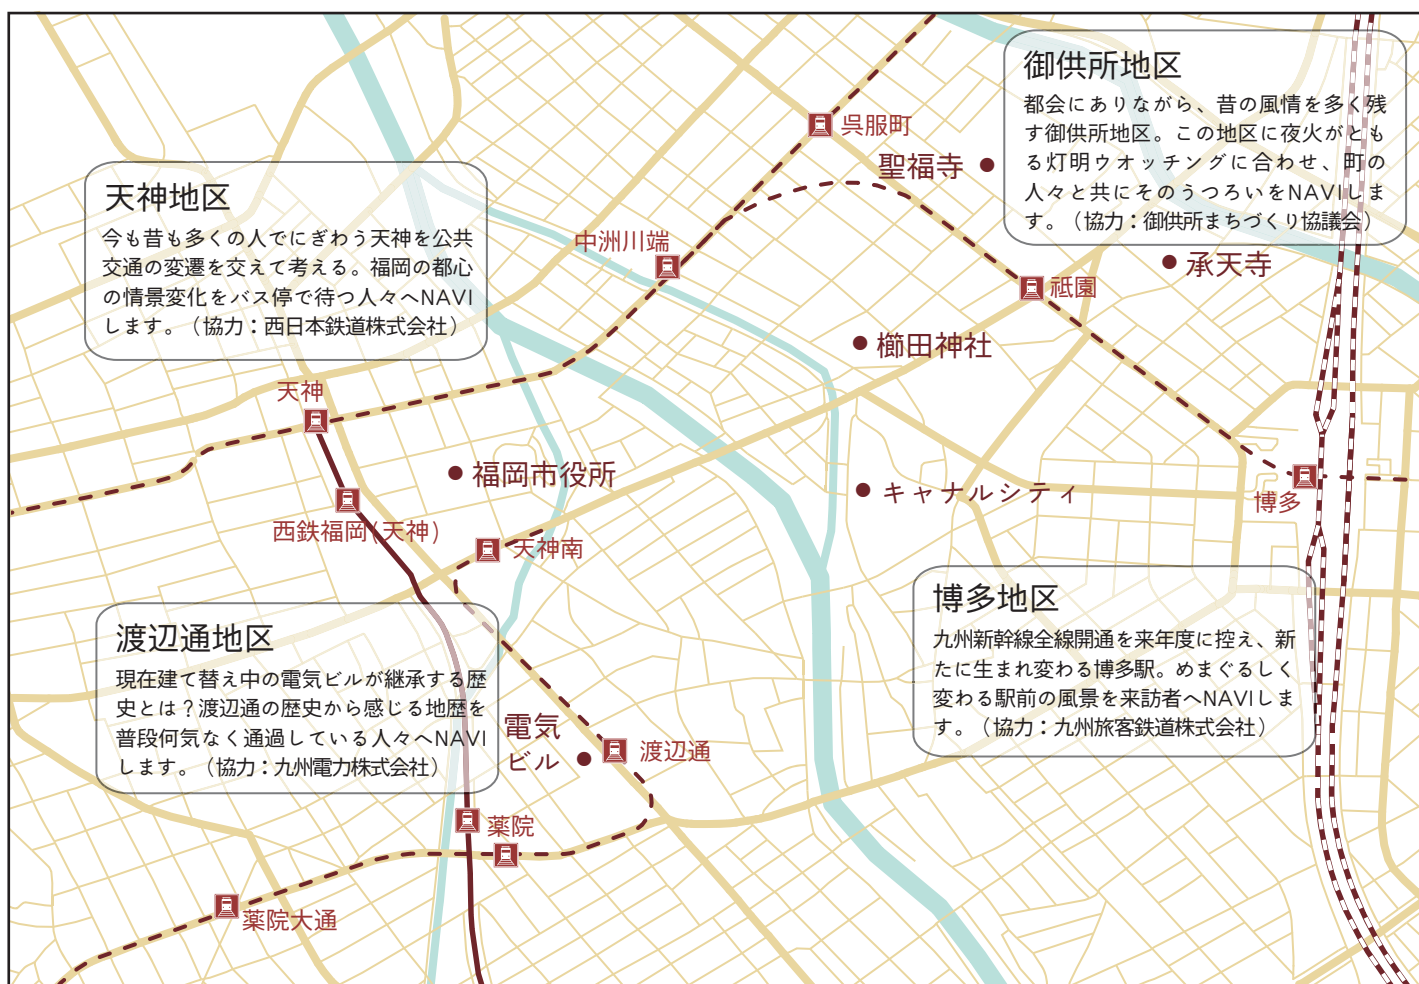 御供所地区
都会にありながら、昔の風情を多く残
す御供所地区。この地区に夜火がとも
る灯明ウオッチングに合わせ、町の
人々と共にそのうつろいをNAVIしま
す。（協力：御供所まちづくり協議会）
呉服町
聖福寺
天神地区
今も昔も多くの人でにぎわう天神を公共
交通の変遷を交えて考える。福岡の都心
の情景変化をバス停で待つ人々へNAVI
します。（協力：西日本鉄道株式会社）
中洲川端
承天寺
祗園
櫛田神社
天神
福岡市役所
キャナルシティ
博多
西鉄福岡(天神)
天神南
博多地区
九州新幹線全線開通を来年度に控え、新
たに生まれ変わる博多駅。めまぐるしく
変わる駅前の風景を来訪者へNAVIしま
す。（協力：九州旅客鉄道株式会社）
渡辺通地区
現在建て替え中の電気ビルが継承する歴
史とは？渡辺通の歴史から感じる地歴を
普段何気なく通過している人々へNAVI
します。（協力：九州電力株式会社）
電気
ビル
渡辺通
薬院
薬院大通